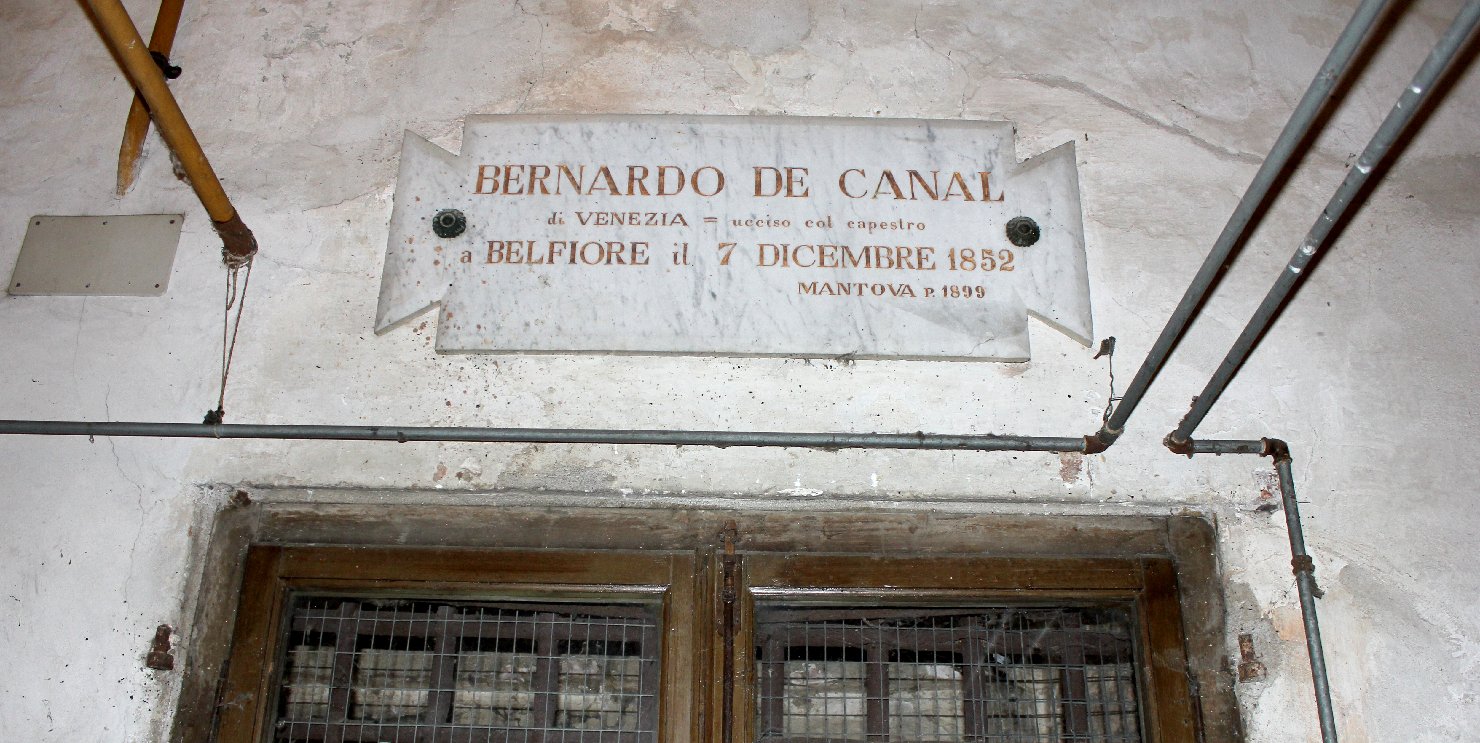 BERNARDO DE CANAL
di VENEZIA = ucciso col capestro
a BELFIORE il 7 DICEMBRE 1852
MANTOVA P. 1899